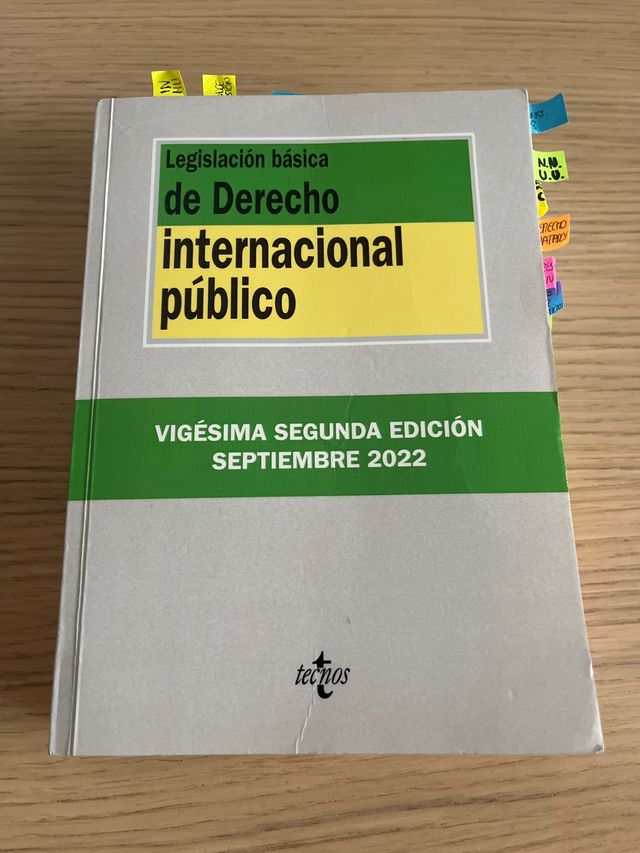 Legislación básica
de Derecho
internacional
público
VIGÉSIMA SEGUNDA EDICIÓN
SEPTIEMBRE 2022
tecnos
N.N.
U.U.